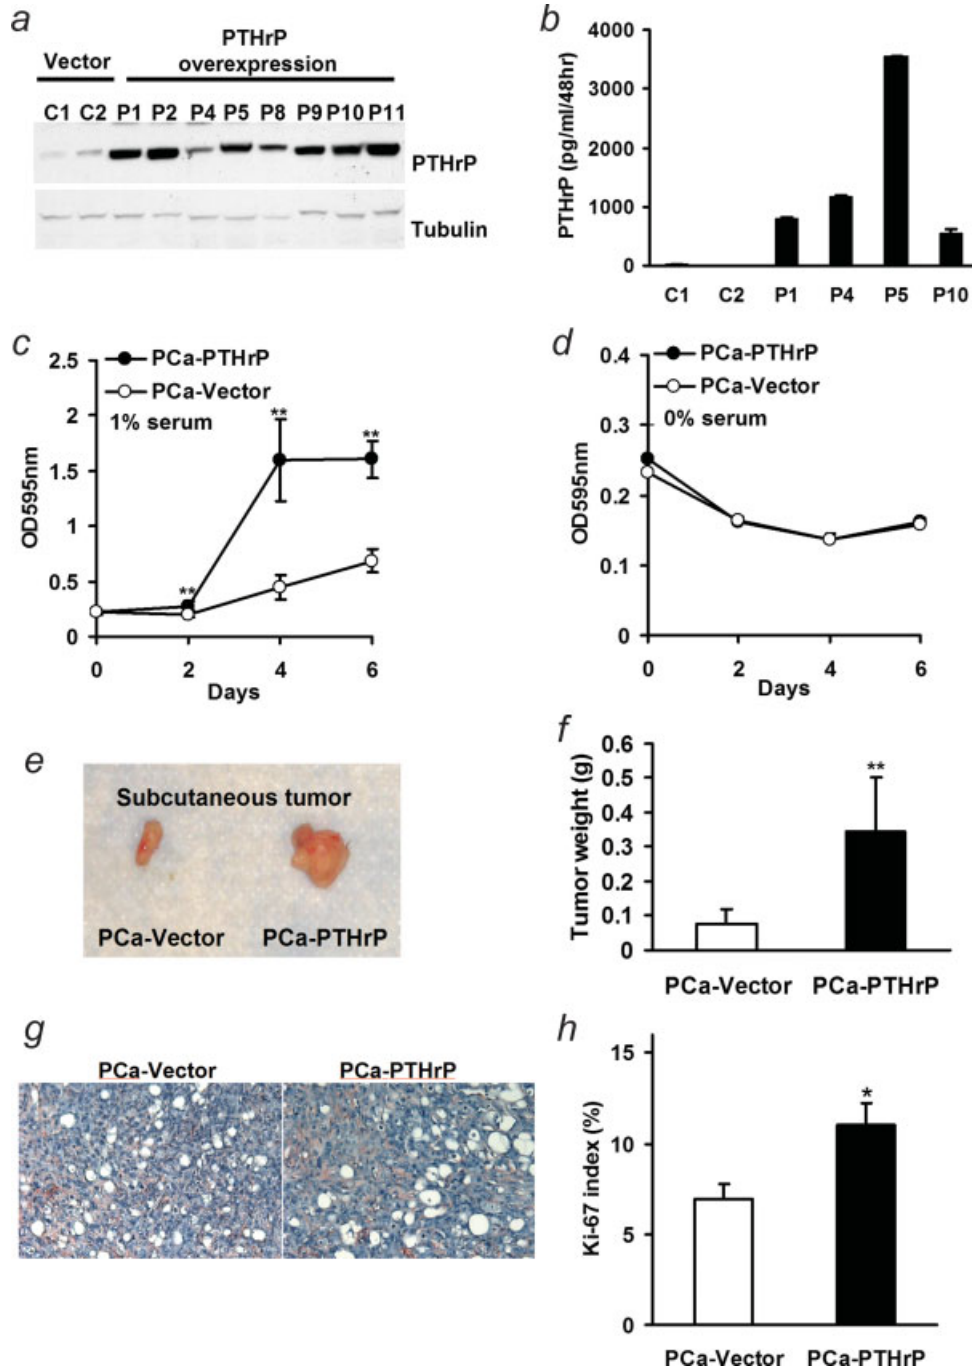 a
PTHrP
overexpression
Vector
C1 C2 P1 P2 P4 P5 P8 P9 P10 P11
PTHrP
Tubulin
b
PTHrP (pg/ml/48hr)
4000
3000
2000
1000
0
C1 C2 P1 P4 P5 P10
c
PCa-PTHrP
PCa-Vector
1% serum
OD595nm
2.5
2
1.5
1
0.5
0
**
**
**
0 2 4 6
Days
d
PCa-PTHrP
PCa-Vector
0% serum
OD595nm
0.4
0.3
0.2
0.1
0
0 2 4 6
Days
e
Subcutaneous tumor
PCa-Vector PCa-PTHrP
f
Tumor weight (g)
0.6
0.5
0.4
0.3
0.2
0.1
0
**
PCa-Vector PCa-PTHrP
g
PCa-Vector PCa-PTHrP
h
Ki-67 index (%)
15
10
5
0
*
PCa-Vector PCa-PTHrP